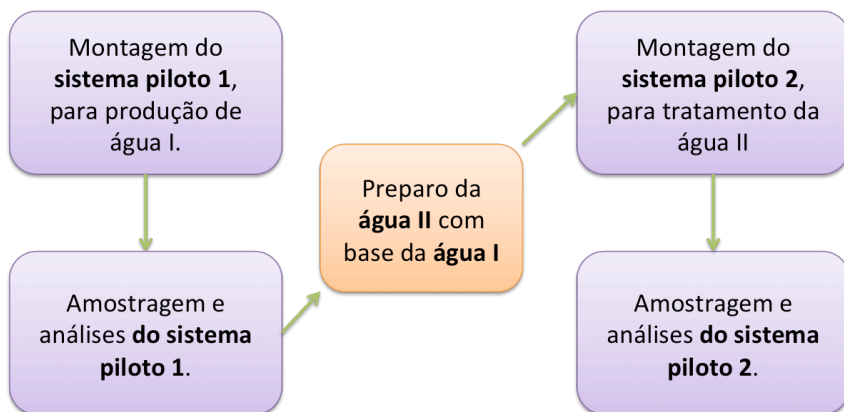 Montagem do
sistema piloto 1,
para produção de
água I.
Amostragem e
análises do sistema
piloto 1.
Preparo da
água II com
base da água I
Montagem do
sistema piloto 2,
para tratamento da
água II
Amostragem e
análises do sistema
piloto 2.